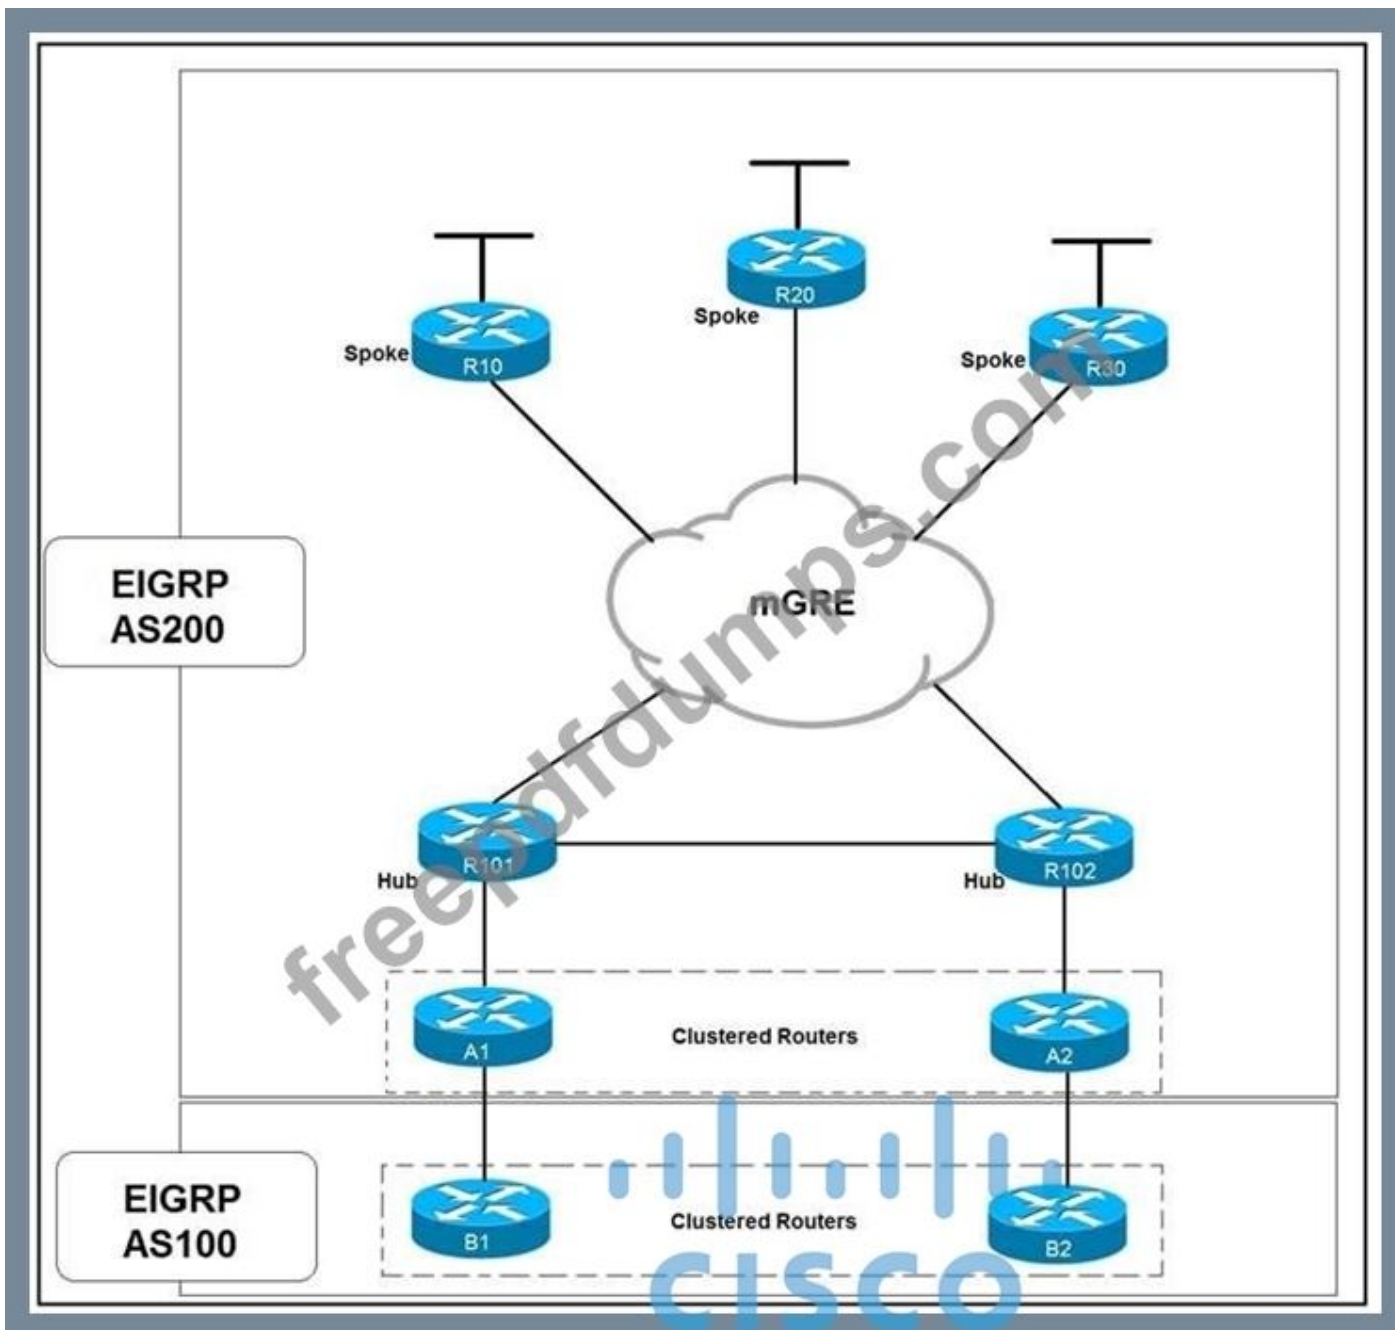 R20
Spoke
R10
Spoke
R30
Spoke
mGRE
EIGRP
AS200
R101
Hub
R102
Hub
A1
Clustered Routers
A2
EIGRP
AS100
B1
Clustered Routers
B2
CISCO
freepdfdumps.com